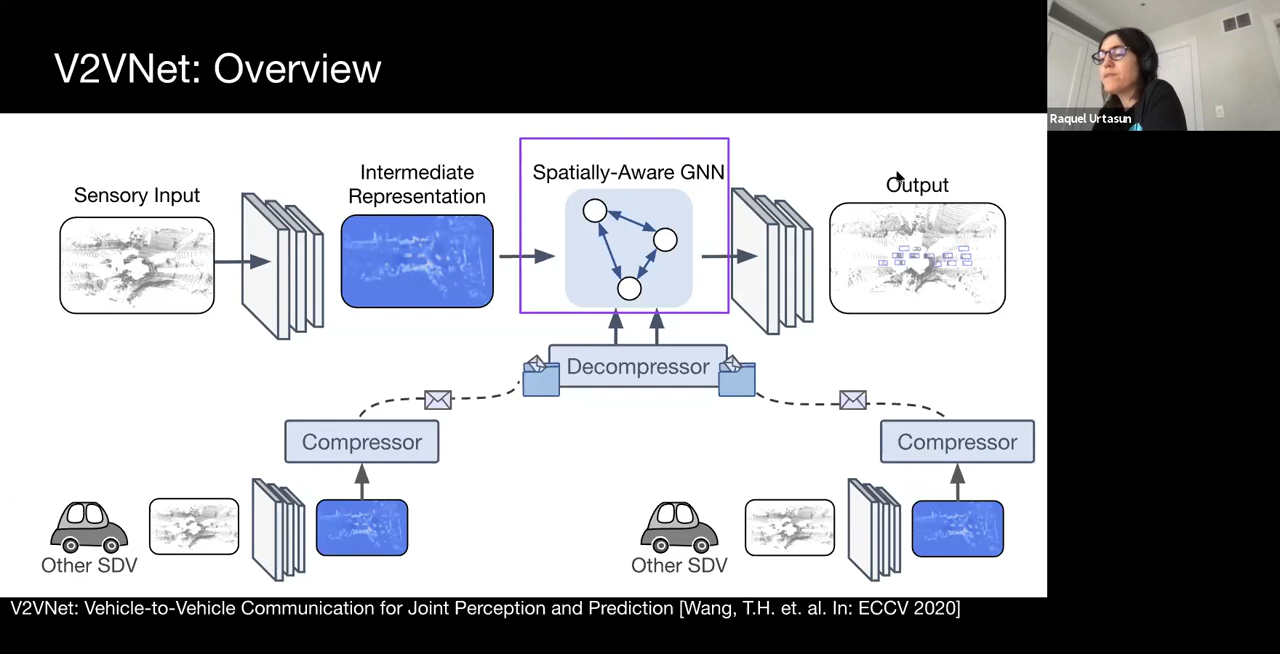 V2VNet: Overview
Raquel Urtasun
Sensory Input
Intermediate
Representation
Spatially-Aware GNN
Output
Decompressor
Compressor
Compressor
Other SDV
Other SDV
V2VNet: Vehicle-to-Vehicle Communication for Joint Perception and Prediction [Wang, T.H. et. al. In: ECCV 2020]